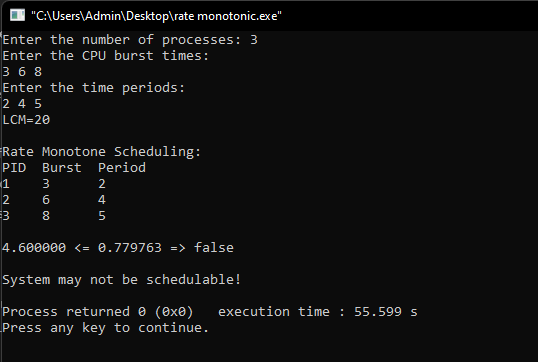 "C:\Users\Admin\Desktop\rate monotonic.exe"
Enter the number of processes: 3
Enter the CPU burst times:
3 6 8
Enter the time periods:
2 4 5
LCM=20
Rate Monotone Scheduling:
PID Burst Period
1 3 2
2 6 4
3 8 5
4.600000 <= 0.779763 => false
System may not be schedulable!
Process returned 0 (0x0) execution time : 55.599 s
Press any key to continue.